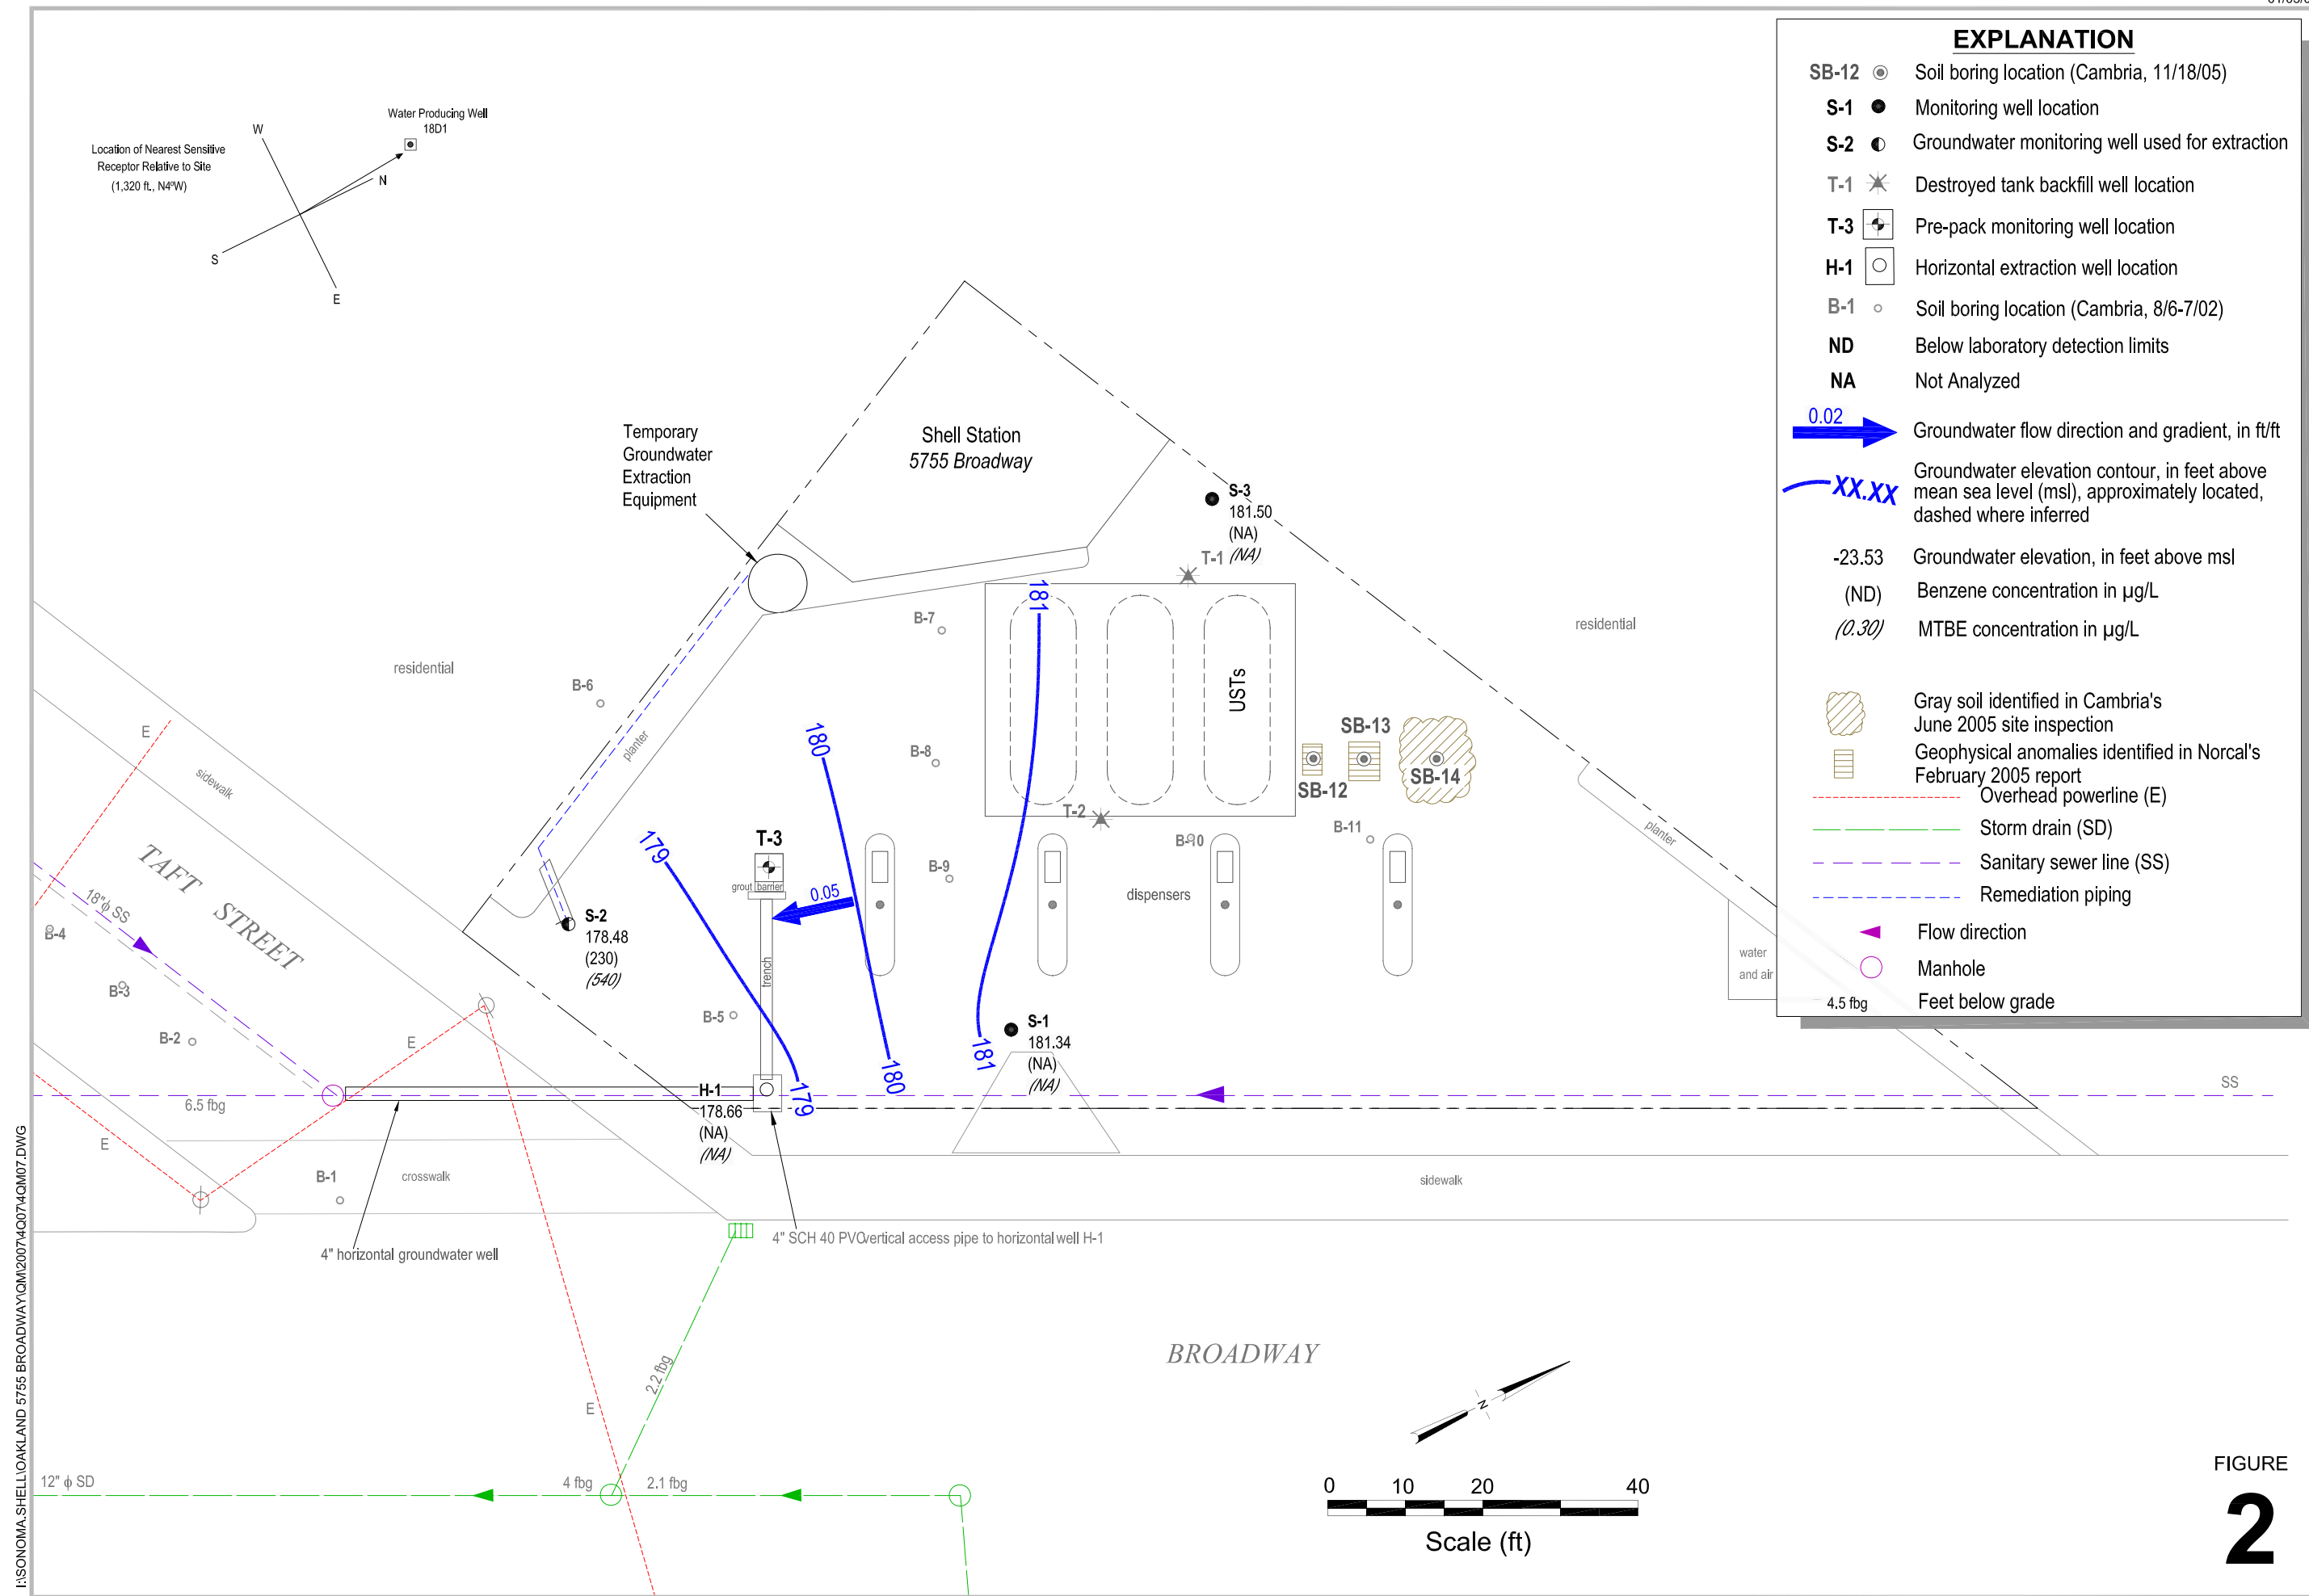 EXPLANATION
SB-12 Soil boring location (Cambria, 11/18/05)
S-1 Monitoring well location
S-2 Groundwater monitoring well used for extraction
T-1 Destroyed tank backfill well location
T-3 Pre-pack monitoring well location
H-1 Horizontal extraction well location
B-1 Soil boring location (Cambria, 8/6-7/02)
ND Below laboratory detection limits
NA Not Analyzed
0.02
Groundwater flow direction and gradient, in ft/ft
XX.XX
Groundwater elevation contour, in feet above
mean sea level (msl), approximately located,
dashed where inferred
-23.53 Groundwater elevation, in feet above msl
(ND) Benzene concentration in µg/L
(0.30) MTBE concentration in µg/L
Gray soil identified in Cambria's
June 2005 site inspection
Geophysical anomalies identified in Norcal's
February 2005 report
Overhead powerline (E)
Storm drain (SD)
Sanitary sewer line (SS)
Remediation piping
Flow direction
Manhole
4.5 fbg Feet below grade
Water Producing Well
18D1
Location of Nearest Sensitive
Receptor Relative to Site
(1,320 ft., N4ºW)
W
N
S
E
Temporary
Groundwater
Extraction
Equipment
Shell Station
5755 Broadway
S-3
181.50
(NA)
(NA)
T-1
181
B-7
residential
residential
USTs
B-6
planter
180
B-8
SB-13
SB-12
SB-14
T-2
B-10
B-11
planter
E
sidewalk
TAFT STREET
18"ϕ SS
179
T-3
grout barrier
0.05
B-9
dispensers
S-2
178.48
(230)
(540)
trench
water
and air
B-4
B-3
B-2
B-5
S-1
181.34
(NA)
(NA)
181
180
179
E
6.5 fbg
H-1
178.66
(NA)
(NA)
SS
E
B-1
crosswalk
sidewalk
4" horizontal groundwater well
4" SCH 40 PVC vertical access pipe to horizontal well H-1
2.2 fbg
BROADWAY
E
N
12" ϕ SD
4 fbg
2.1 fbg
0 10 20 40
Scale (ft)
FIGURE
2
I:\SONOMA.SHELL\OAKLAND 5755 BROADWAY\QM\2007\4Q07\4QM07.DWG